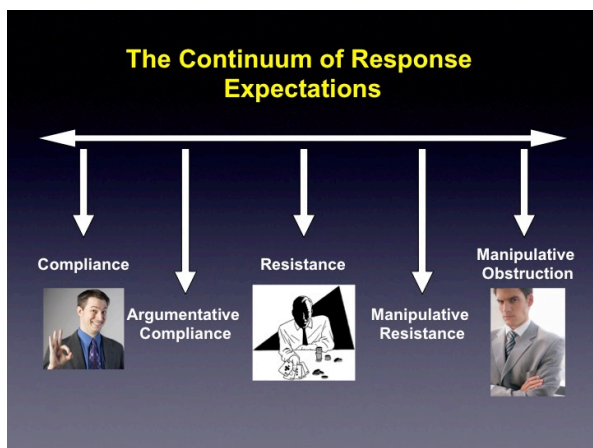 The Continuum of Response
Expectations
Compliance
Argumentative
Compliance
Resistance
Manipulative
Resistance
Manipulative
Obstruction